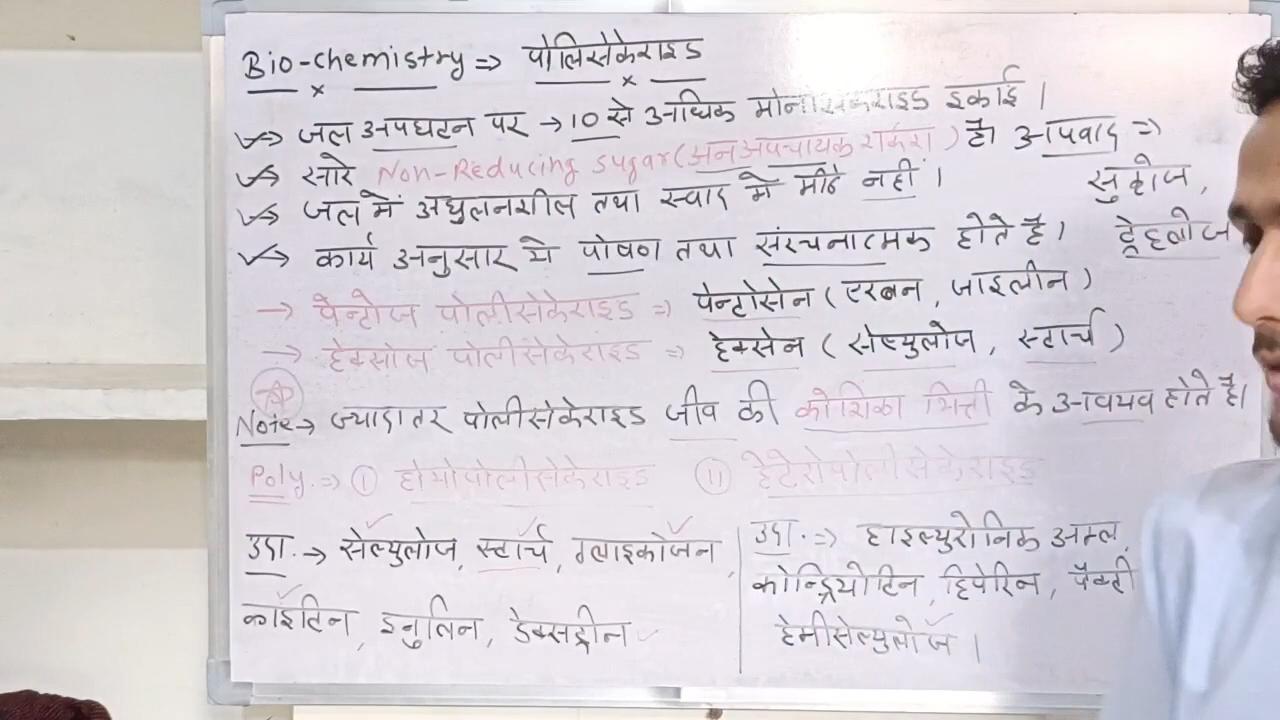 Bio-chemistry => पोलिसेकेराइड
जल अपघटन पर → 10 से अधिक मोनोसेकेराइड इकाई।
सारे Non-Reducing sugar (अनअपचायक शर्करा) है। अपवाद =>
सुक्रोज,
जल में अघुलनशील तथा स्वाद में मीठे नहीं।
ट्रेहलोज
कार्य अनुसार ये पोषण तथा संरचनात्मक होते है।
→ पेन्टोज पोलीसेकेराइड => पेन्टोसेन (एरबन, जाइलीन)
→ हेक्सोज पोलीसेकेराइड => हेक्सेन (सेल्युलोज, स्टार्च)
Note → ज्यादातर पोलीसेकेराइड जीव की कोशिका भित्ती के अवयव होते है।
Poly. => ① होमोपोलीसेकेराइड ⑪ हेटेरोपोलीसेकेराइड
उदा. → सेल्युलोज, स्टार्च, ग्लाइकोजन,
काइटिन, इनुलिन, डेक्सट्रीन
उदा. => हाइल्युरोनिक अम्ल,
कोन्ड्रियोटिन, हिपेरिन, पैक्टी
हेमीसेल्युलोज।